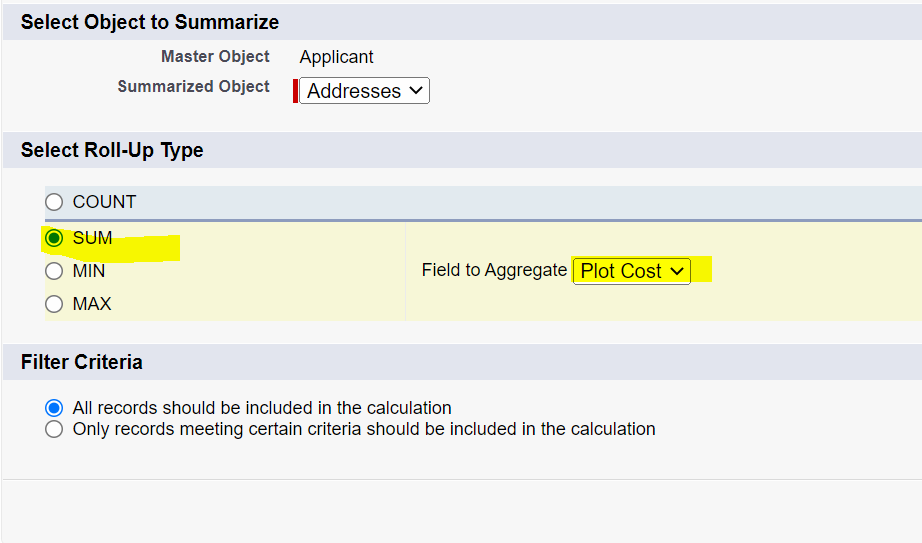 Select Object to Summarize
Master Object Applicant
Summarized Object Addresses
Select Roll-Up Type
COUNT
SUM
MIN
Field to Aggregate Plot Cost
MAX
Filter Criteria
All records should be included in the calculation
Only records meeting certain criteria should be included in the calculation